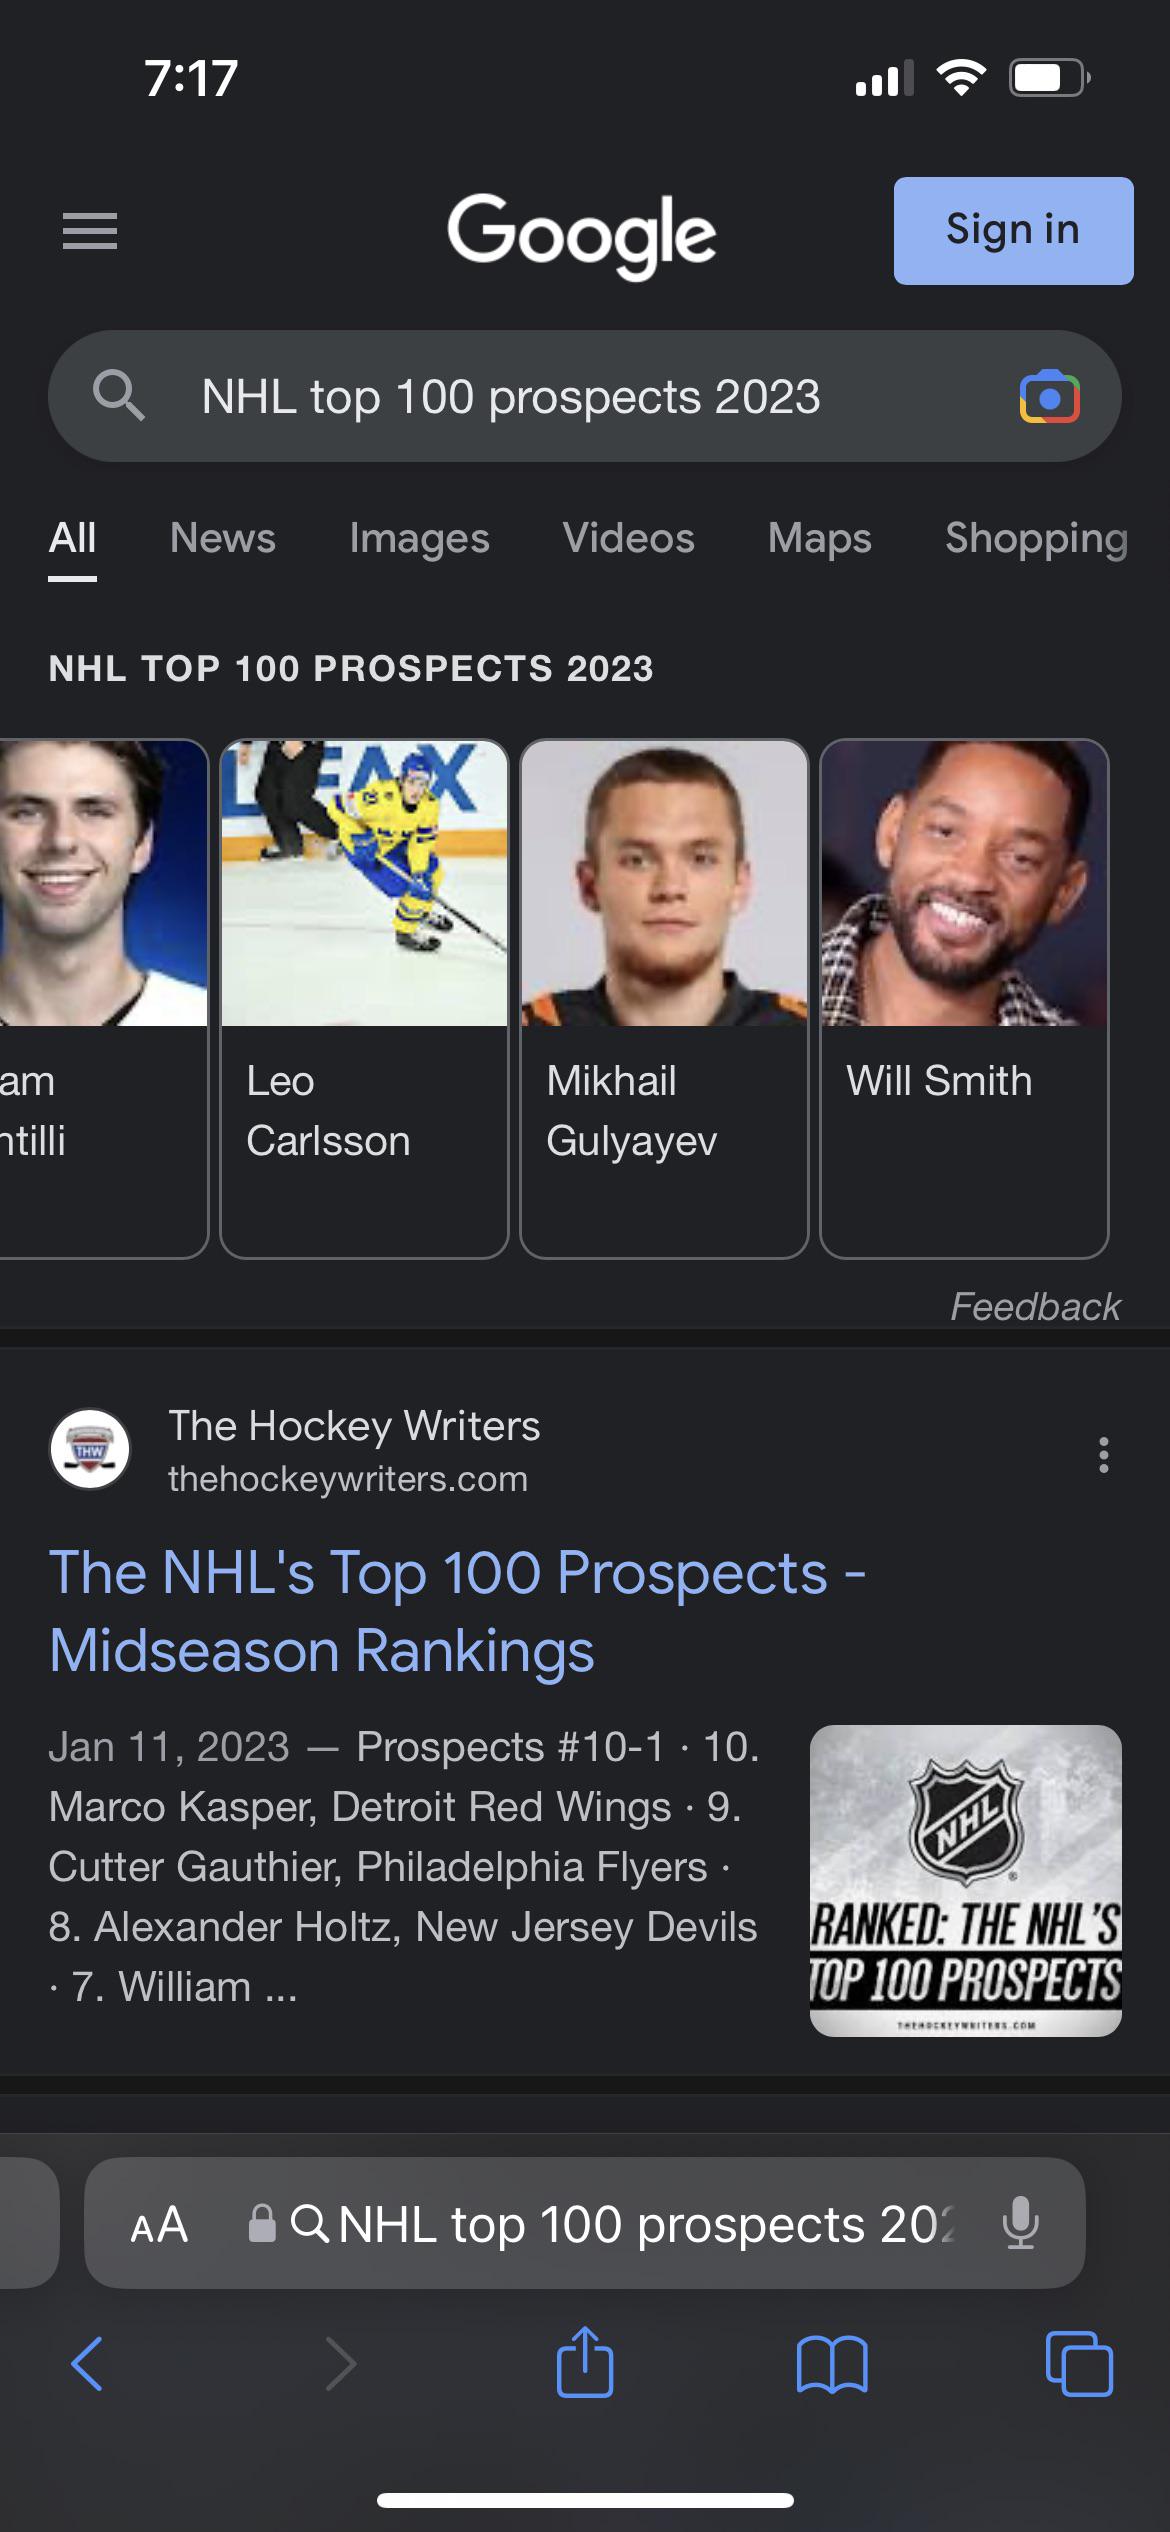 7:17
Google
Sign in
NHL top 100 prospects 2023
All News Images Videos Maps Shopping
NHL TOP 100 PROSPECTS 2023
am
ntilli
Leo
Carlsson
Mikhail
Gulyayev
Will Smith
Feedback
THW
The Hockey Writers
thehockeywriters.com
The NHL's Top 100 Prospects -
Midseason Rankings
Jan 11, 2023 — Prospects #10-1 · 10.
Marco Kasper, Detroit Red Wings · 9.
Cutter Gauthier, Philadelphia Flyers ·
8. Alexander Holtz, New Jersey Devils
· 7. William ...
NHL
RANKED: THE NHL'S
TOP 100 PROSPECTS
THEHOCKEYWRITERS.COM
AA NHL top 100 prospects 202